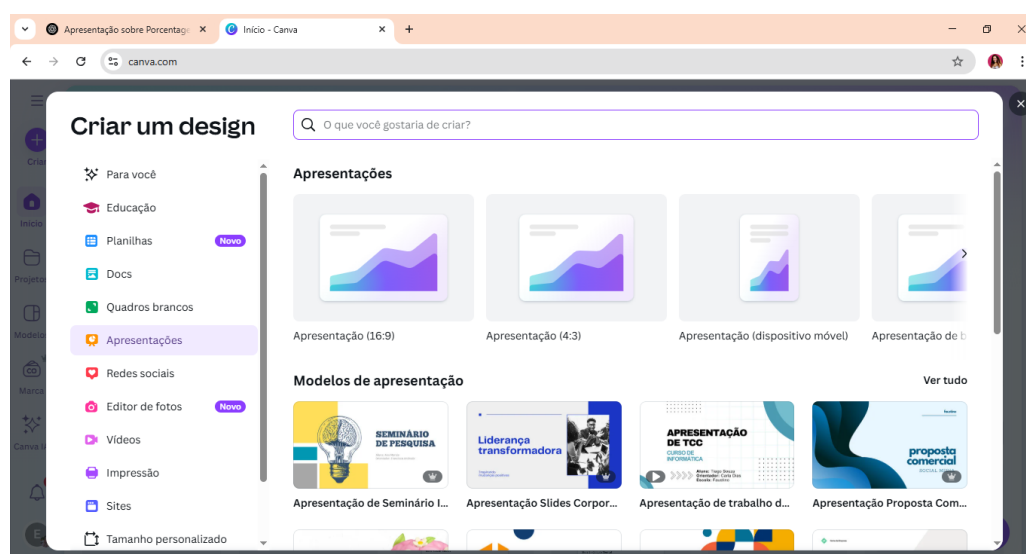 Apresentação sobre Porcentag
Início - Canva
canva.com
Criar um design
O que você gostaria de criar?
Criar
Início
Projetos
Modelos
Marca
Canva IA
E
Para você
Educação
Planilhas
Novo
Docs
Quadros brancos
Apresentações
Redes sociais
Editor de fotos
Novo
Vídeos
Impressão
Sites
Tamanho personalizado
Apresentações
Apresentação (16:9)
Apresentação (4:3)
Apresentação (dispositivo móvel)
Apresentação de b
Modelos de apresentação
Ver tudo
SEMINÁRIO
DE PESQUISA
Apresentação de Seminário I...
Liderança
transformadora
Apresentação Slides Corpor...
APRESENTAÇÃO
DE TCC
CURSO DE
INFORMÁTICA
Apresentação de trabalho d...
proposta
comercial
Apresentação Proposta Com...